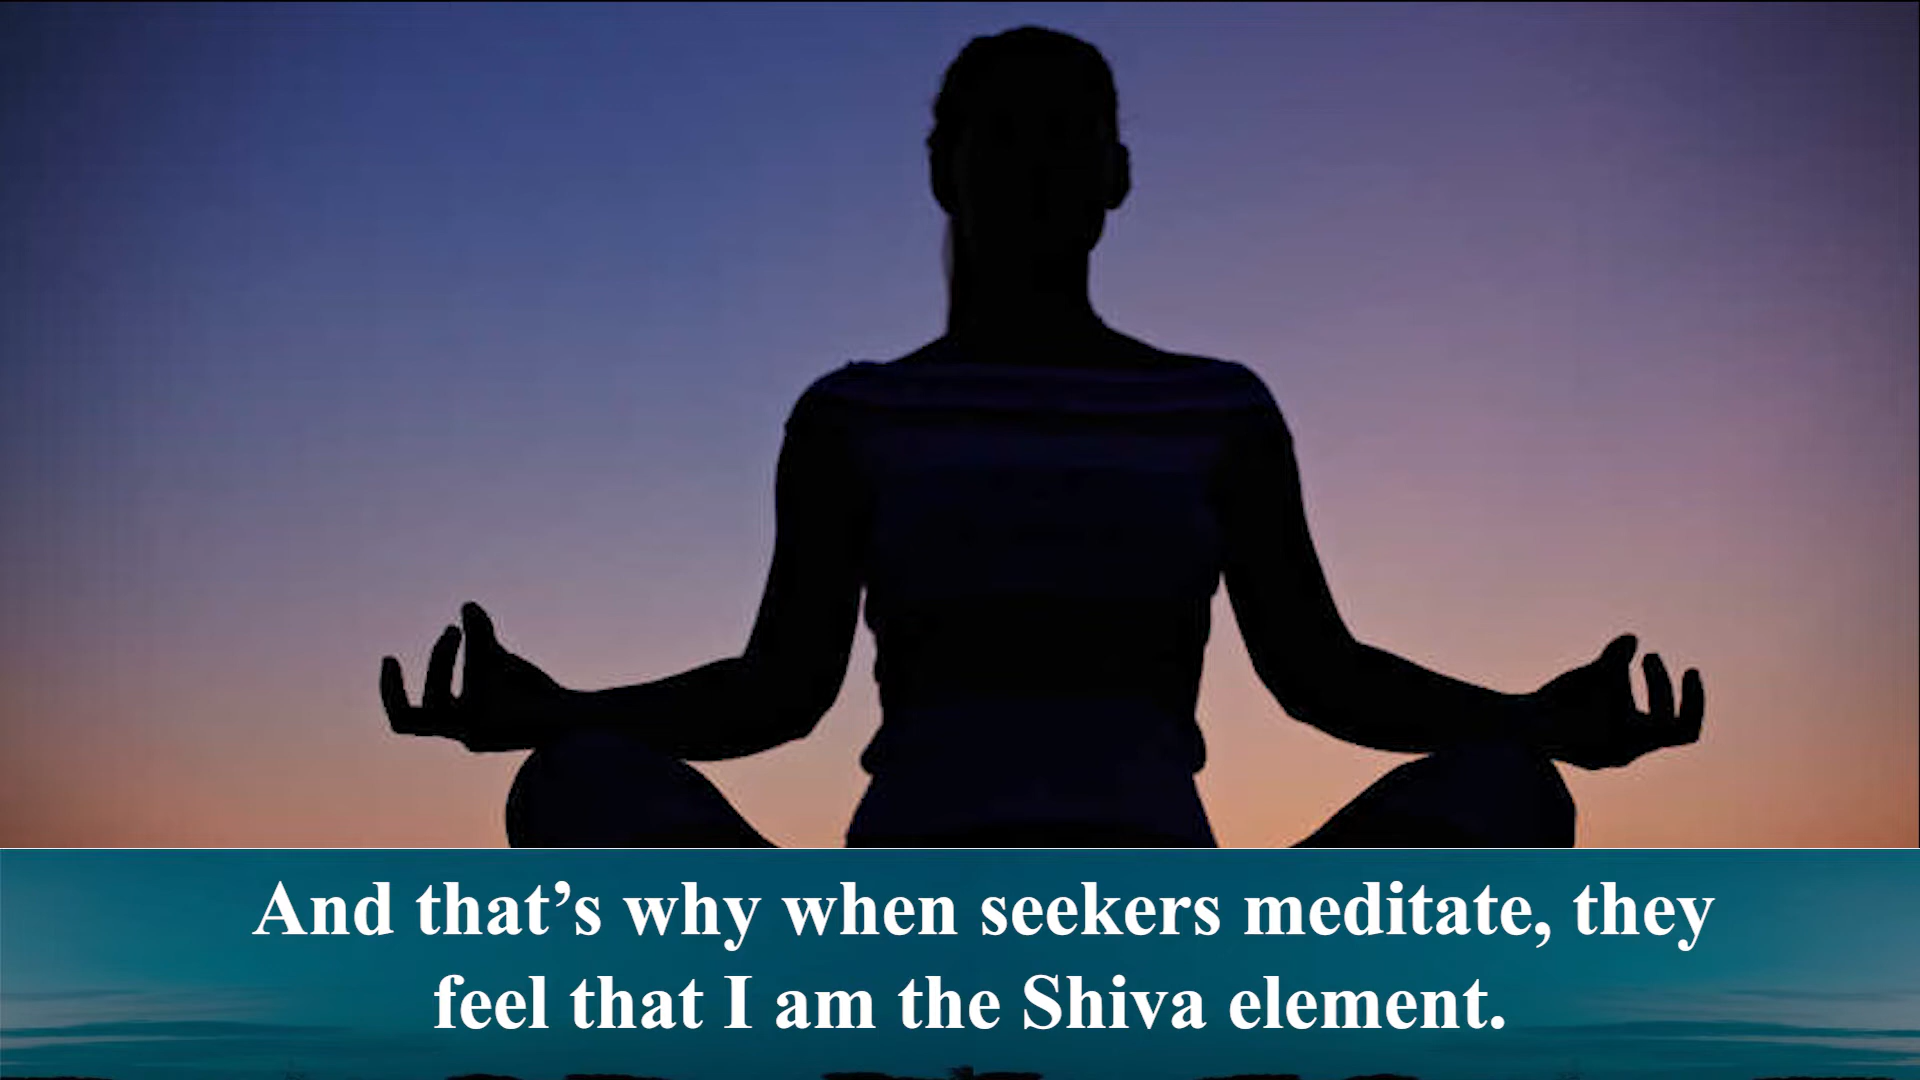 And that’s why when seekers meditate, they
feel that I am the Shiva element.